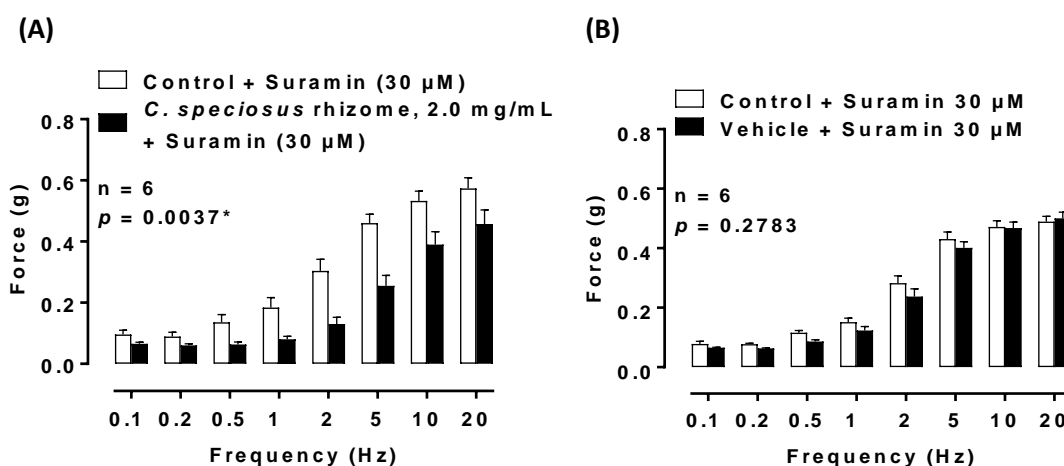 (A)
Control + Suramin (30 µM)
C. speciosus rhizome, 2.0 mg/mL
+ Suramin (30 µM)
0.8
0.6
0.4
0.2
0.0
Force (g)
n = 6
p = 0.0037*
0.1 0.2 0.5 1 2 5 10 20
Frequency (Hz)
(B)
Control + Suramin 30 µM
Vehicle + Suramin 30 µM
0.8
0.6
0.4
0.2
0.0
Force (g)
n = 6
p = 0.2783
0.1 0.2 0.5 1 2 5 10 20
Frequency (Hz)